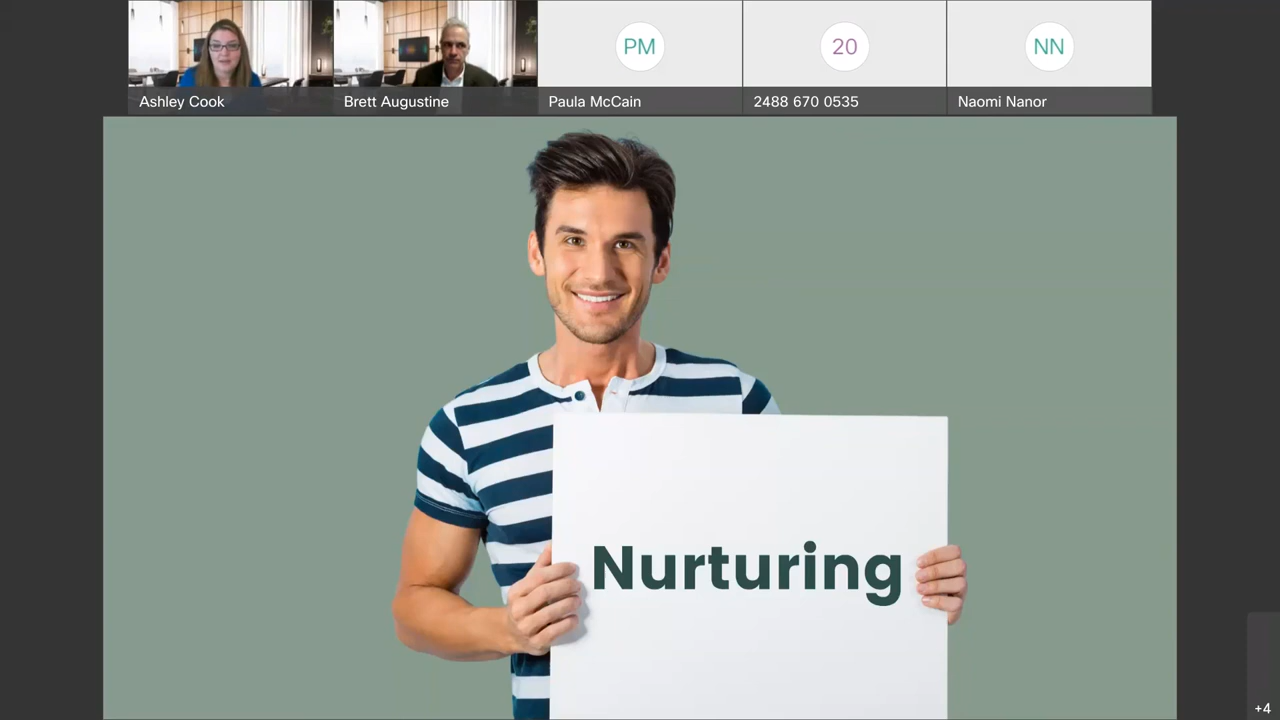 PM
20
NN
Ashley Cook
Brett Augustine
Paula McCain
2488 670 0535
Naomi Nanor
Nurturing
+4